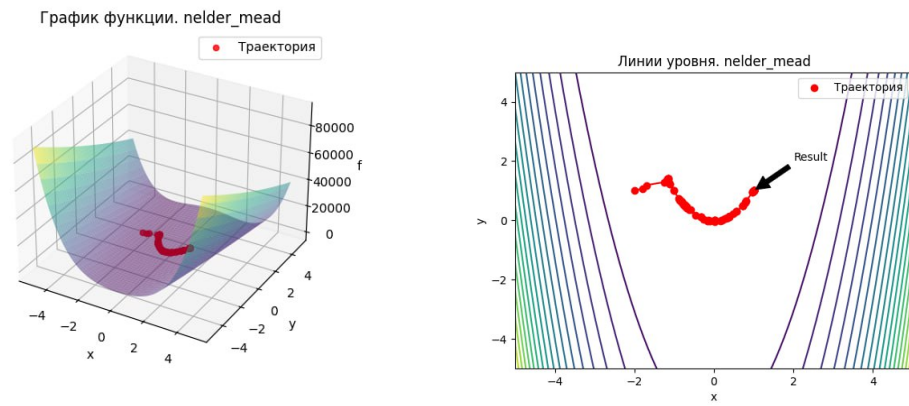 График функции. nelder_mead
Траектория
80000
60000
40000
20000
0
f
−4
−2
0
2
4
x
−4
−2
0
2
4
y
Линии уровня. nelder_mead
Траектория
Result
4
2
0
−2
−4
y
−4
−2
0
2
4
x